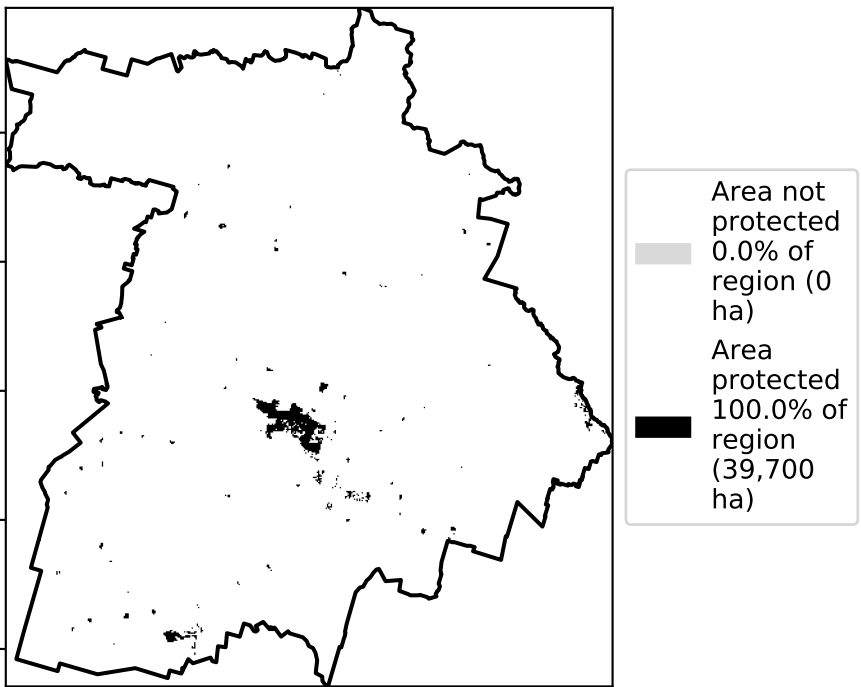 Area not
protected
0.0% of
region (0
ha)
Area
protected
100.0% of
region
(39,700
ha)